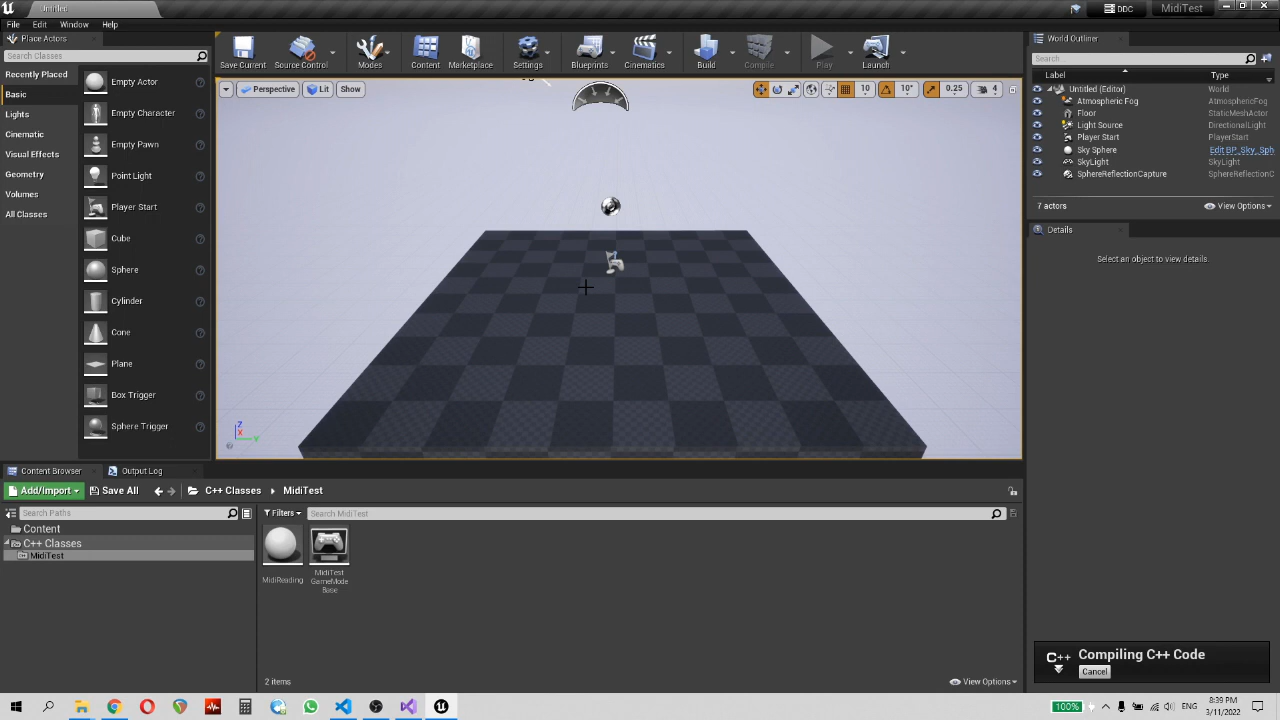 Untitled
DDC
MidiTest
File Edit Window Help
Place Actors
World Outliner
Search Classes
Save Current
Source Control
Modes
Content
Marketplace
Settings
Blueprints
Cinematics
Build
Compile
Play
Launch
Search...
Recently Placed
Basic
Lights
Cinematic
Visual Effects
Geometry
Volumes
All Classes
Empty Actor
Empty Character
Empty Pawn
Point Light
Player Start
Cube
Sphere
Cylinder
Cone
Plane
Box Trigger
Sphere Trigger
Perspective
Lit
Show
10
10°
0.25
4
Z
X
Y
Label Type
Untitled (Editor) World
Atmospheric Fog AtmosphericFog
Floor StaticMeshActor
Light Source DirectionalLight
Player Start PlayerStart
Sky Sphere Edit BP_Sky_Sph
SkyLight SkyLight
SphereReflectionCapture SphereReflectionC
7 actors View Options
Details
Select an object to view details.
Content Browser Output Log
Add/Import Save All C++ Classes MidiTest
Search Paths Filters Search MidiTest
Content
C++ Classes
MidiTest
MidiReading
MidiTest
GameMode
Base
2 items View Options
C++ Compiling C++ Code
Cancel
100% ENG 8:39 PM
3/11/2022